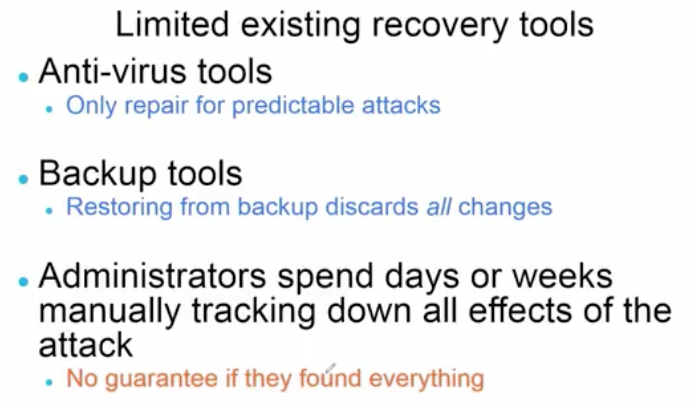 Limited existing recovery tools
Anti-virus tools
Only repair for predictable attacks
Backup tools
Restoring from backup discards all changes
Administrators spend days or weeks
manually tracking down all effects of the
attack
No guarantee if they found everything